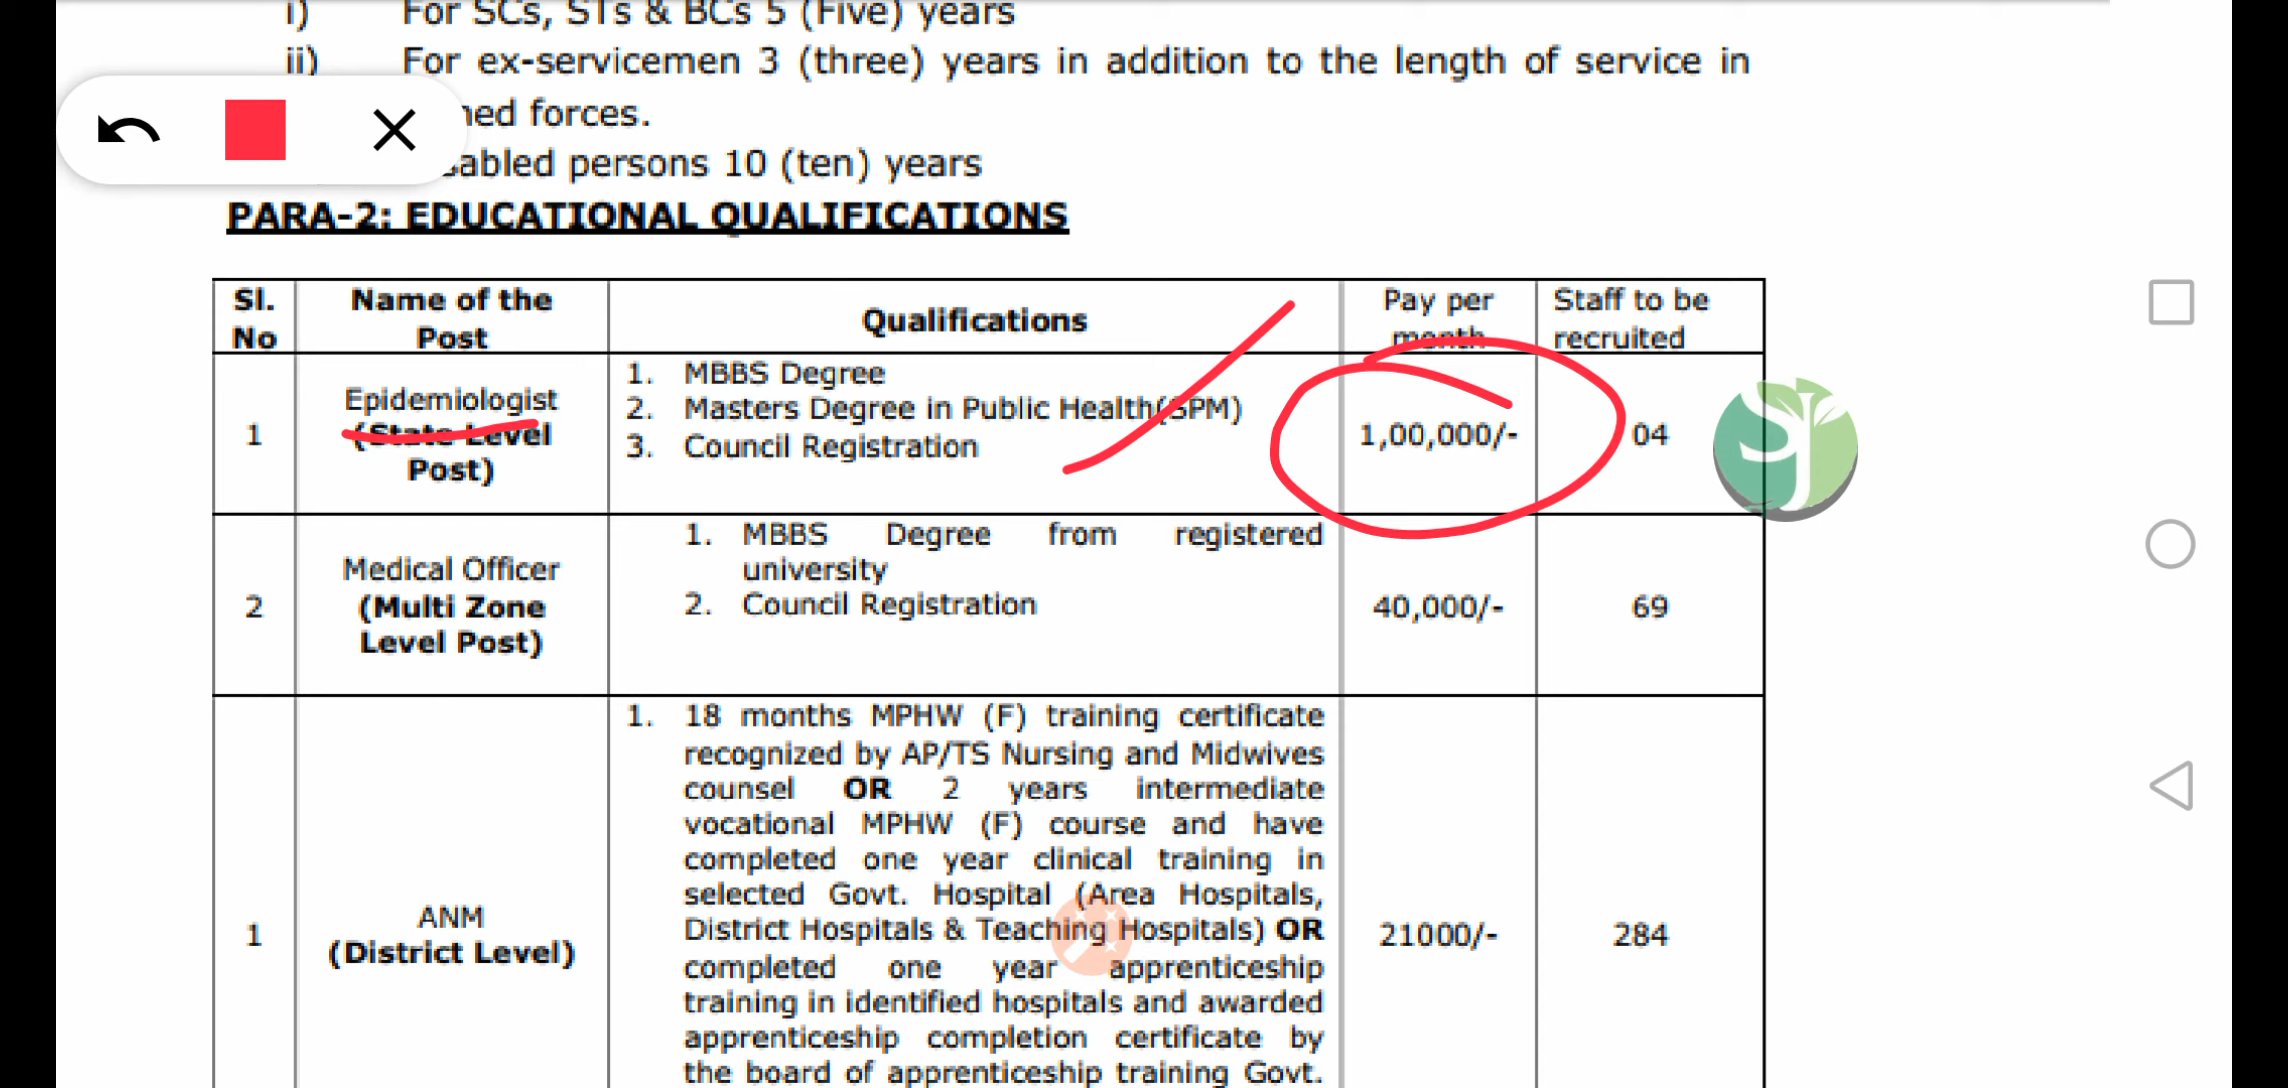 i) For SCs, STs & BCs 5 (Five) years
ii) For ex-servicemen 3 (three) years in addition to the length of service in
forces.
persons 10 (ten) years
PARA-2: EDUCATIONAL QUALIFICATIONS
Sl. No
Name of the Post
Qualifications
Pay per month
Staff to be recruited
1
Epidemiologist
(State Level
Post)
1. MBBS Degree
2. Masters Degree in Public Health(SPM)
3. Council Registration
1,00,000/-
04
2
Medical Officer
(Multi Zone
Level Post)
1. MBBS Degree from registered
university
2. Council Registration
40,000/-
69
1
ANM
(District Level)
1. 18 months MPHW (F) training certificate
recognized by AP/TS Nursing and Midwives
counsel OR 2 years intermediate
vocational MPHW (F) course and have
completed one year clinical training in
selected Govt. Hospital (Area Hospitals,
District Hospitals & Teaching Hospitals) OR
completed one year apprenticeship
training in identified hospitals and awarded
apprenticeship completion certificate by
the board of apprenticeship training Govt.
21000/-
284
SJ